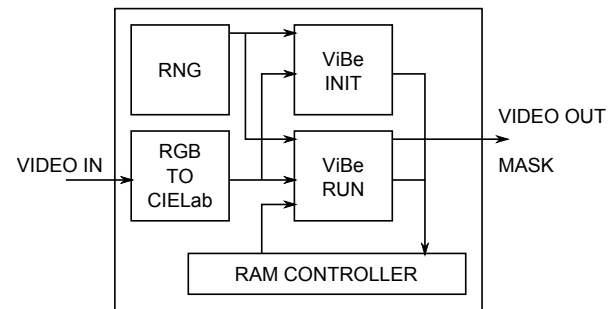 RNG
ViBe
INIT
VIDEO OUT
VIDEO IN
RGB
TO
CIELab
ViBe
RUN
MASK
RAM CONTROLLER